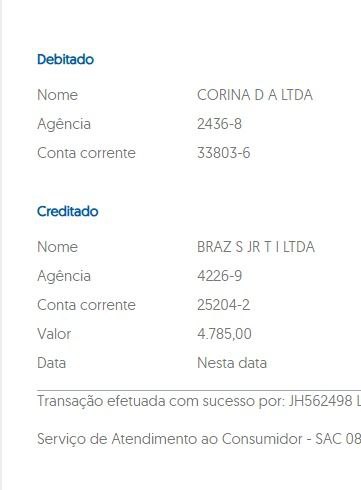 Debitado
Nome CORINA D A LTDA
Agência 2436-8
Conta corrente 33803-6
Creditado
Nome BRAZ S JR T I LTDA
Agência 4226-9
Conta corrente 25204-2
Valor 4.785,00
Data Nesta data
Transação efetuada com sucesso por: JH562498 L
Serviço de Atendimento ao Consumidor - SAC 08